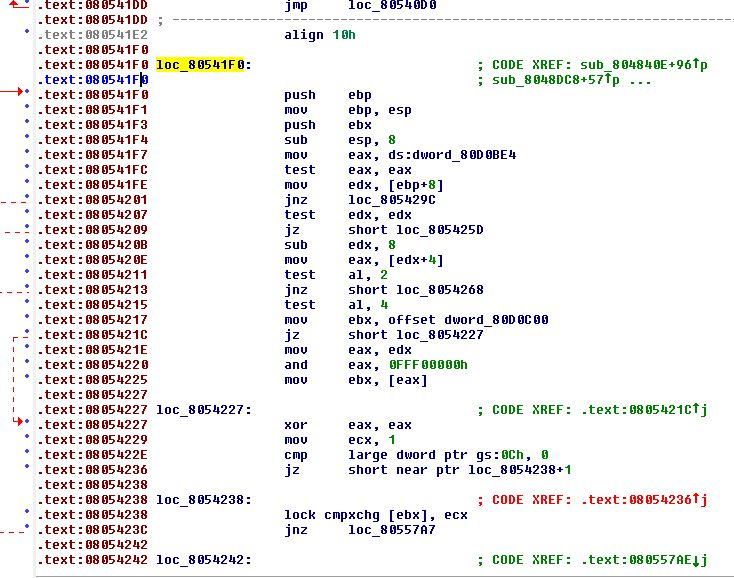 .text:080541DD jmp loc_80540D0
.text:080541DD ; ---------------------------------------------------------------------------
.text:080541E2 align 10h
.text:080541F0
.text:080541F0 loc_80541F0: ; CODE XREF: sub_804840E+96↑p
.text:080541F0 ; sub_8048DC8+57↑p ...
.text:080541F0 push ebp
.text:080541F1 mov ebp, esp
.text:080541F3 push ebx
.text:080541F4 sub esp, 8
.text:080541F7 mov eax, ds:dword_80D0BE4
.text:080541FC test eax, eax
.text:080541FE mov edx, [ebp+8]
.text:08054201 jnz loc_805429C
.text:08054207 test edx, edx
.text:08054209 jz short loc_805425D
.text:0805420B sub edx, 8
.text:0805420E mov eax, [edx+4]
.text:08054211 test al, 2
.text:08054213 jnz short loc_8054268
.text:08054215 test al, 4
.text:08054217 mov ebx, offset dword_80D0C00
.text:0805421C jz short loc_8054227
.text:0805421E mov eax, edx
.text:08054220 and eax, 0FFF00000h
.text:08054225 mov ebx, [eax]
.text:08054227
.text:08054227 loc_8054227: ; CODE XREF: .text:0805421C↑j
.text:08054227 xor eax, eax
.text:08054229 mov ecx, 1
.text:0805422E cmp large dword ptr gs:0Ch, 0
.text:08054236 jz short near ptr loc_8054238+1
.text:08054238
.text:08054238 loc_8054238: ; CODE XREF: .text:08054236↑j
.text:08054238 lock cmpxchg [ebx], ecx
.text:0805423C jnz loc_80557A7
.text:08054242
.text:08054242 loc_8054242: ; CODE XREF: .text:080557AE↓j